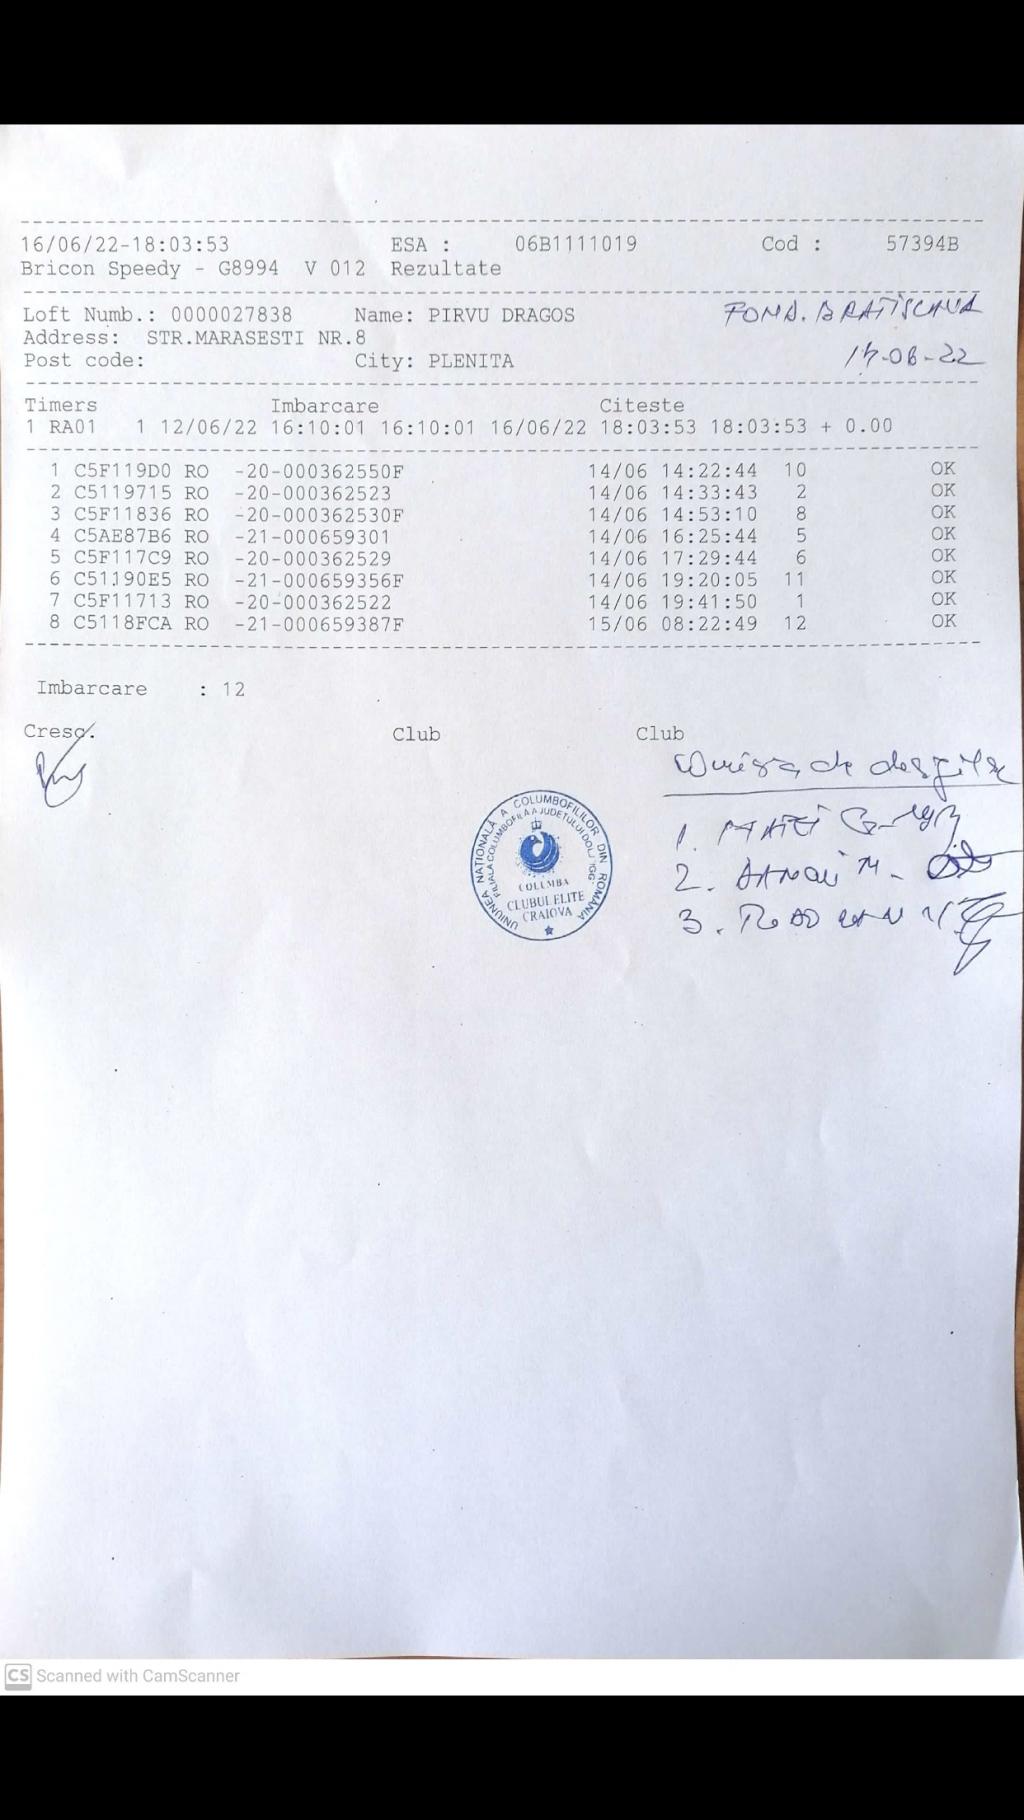 16/06/22-18:03:53 ESA : 06B1111019 Cod : 57394B
Bricon Speedy - G8994 V 012 Rezultate
Loft Numb.: 0000027838 Name: PIRVU DRAGOS
FOND. BRATISLAVA
Address: STR.MARASESTI NR.8
Post code: City: PLENITA
Timers Imbarcare Citeste
1 RA01 1 12/06/22 16:10:01 16:10:01 16/06/22 18:03:53 18:03:53 + 0.00
1 C5F119D0 RO -20-000362550F 14/06 14:22:44 10 OK
2 C5119715 RO -20-000362523 14/06 14:33:43 2 OK
3 C5F11836 RO -20-000362530F 14/06 14:53:10 8 OK
4 C5AE87B6 RO -21-000659301 14/06 16:25:44 5 OK
5 C5F117C9 RO -20-000362529 14/06 17:29:44 6 OK
6 C51190E5 RO -21-000659356F 14/06 19:20:05 11 OK
7 C5F11713 RO -20-000362522 14/06 19:41:50 1 OK
8 C5118FCA RO -21-000659387F 15/06 08:22:49 12 OK
Imbarcare : 12
Cresc. Club Club
de
1. MATEI
2.
3.
UNIUNEA NATIONALĂ A COLUMBOFILILOR DIN ROMANIA
COLUMBA
CLUBUL ELITE
CRAIOVA
CS Scanned with CamScanner